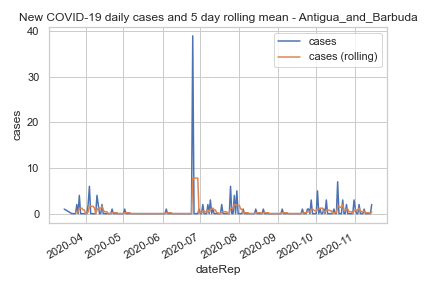 New COVID-19 daily cases and 5 day rolling mean - Antigua_and_Barbuda
cases
cases (rolling)
40
30
20
10
0
cases
2020-04
2020-05
2020-06
2020-07
2020-08
2020-09
2020-10
2020-11
dateRep